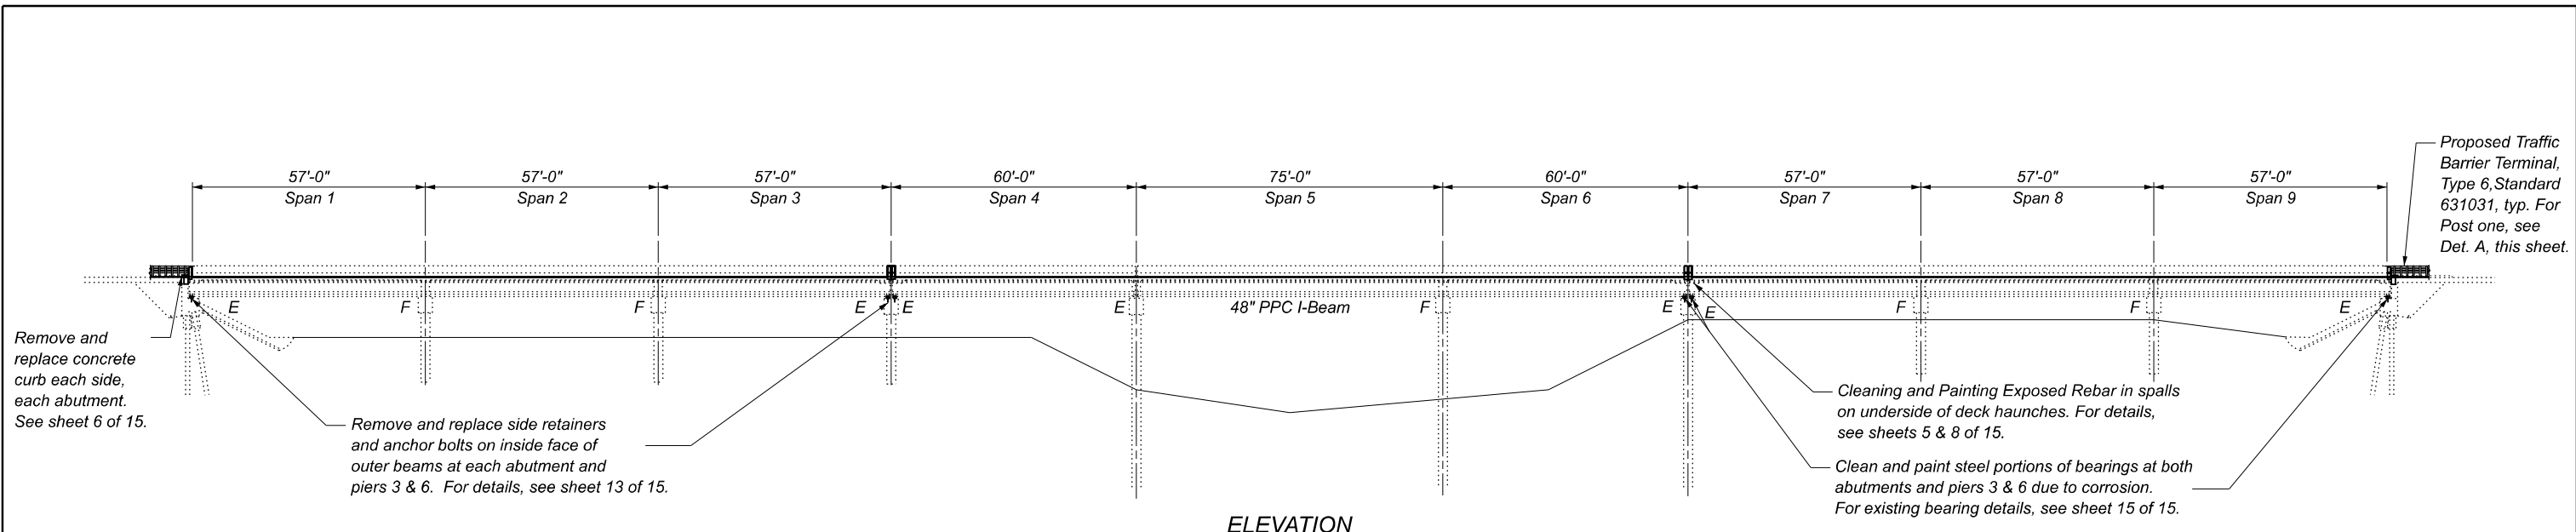 Proposed Traffic
Barrier Terminal,
Type 6,Standard
631031, typ. For
Post one, see
Det. A, this sheet.
57'-0" 57'-0" 57'-0" 60'-0" 75'-0" 60'-0" 57'-0" 57'-0" 57'-0"
Span 1 Span 2 Span 3 Span 4 Span 5 Span 6 Span 7 Span 8 Span 9
E F F E E E 48" PPC I-Beam F E E F F E
Remove and
replace concrete
curb each side,
each abutment.
See sheet 6 of 15.
Remove and replace side retainers
and anchor bolts on inside face of
outer beams at each abutment and
piers 3 & 6. For details, see sheet 13 of 15.
Cleaning and Painting Exposed Rebar in spalls
on underside of deck haunches. For details,
see sheets 5 & 8 of 15.
Clean and paint steel portions of bearings at both
abutments and piers 3 & 6 due to corrosion.
For existing bearing details, see sheet 15 of 15.
ELEVATION